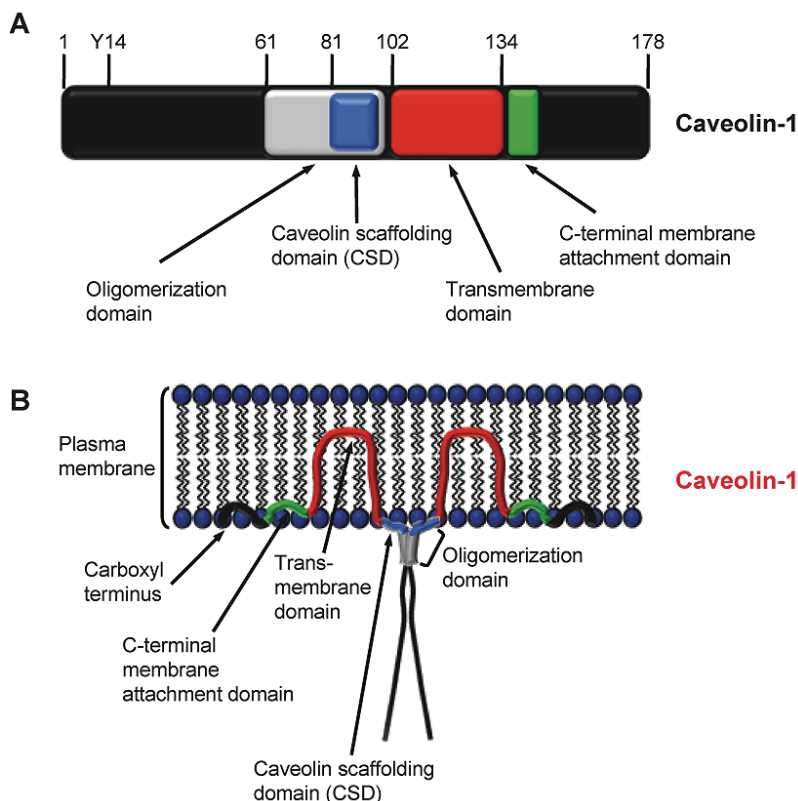 A
1 Y14 61 81 102 134 178
Caveolin-1
Caveolin scaffolding
domain (CSD)
C-terminal membrane
attachment domain
Oligomerization
domain
Transmembrane
domain
B
Plasma
membrane
Caveolin-1
Carboxyl
terminus
Trans-
membrane
domain
Oligomerization
domain
C-terminal
membrane
attachment domain
Caveolin scaffolding
domain (CSD)